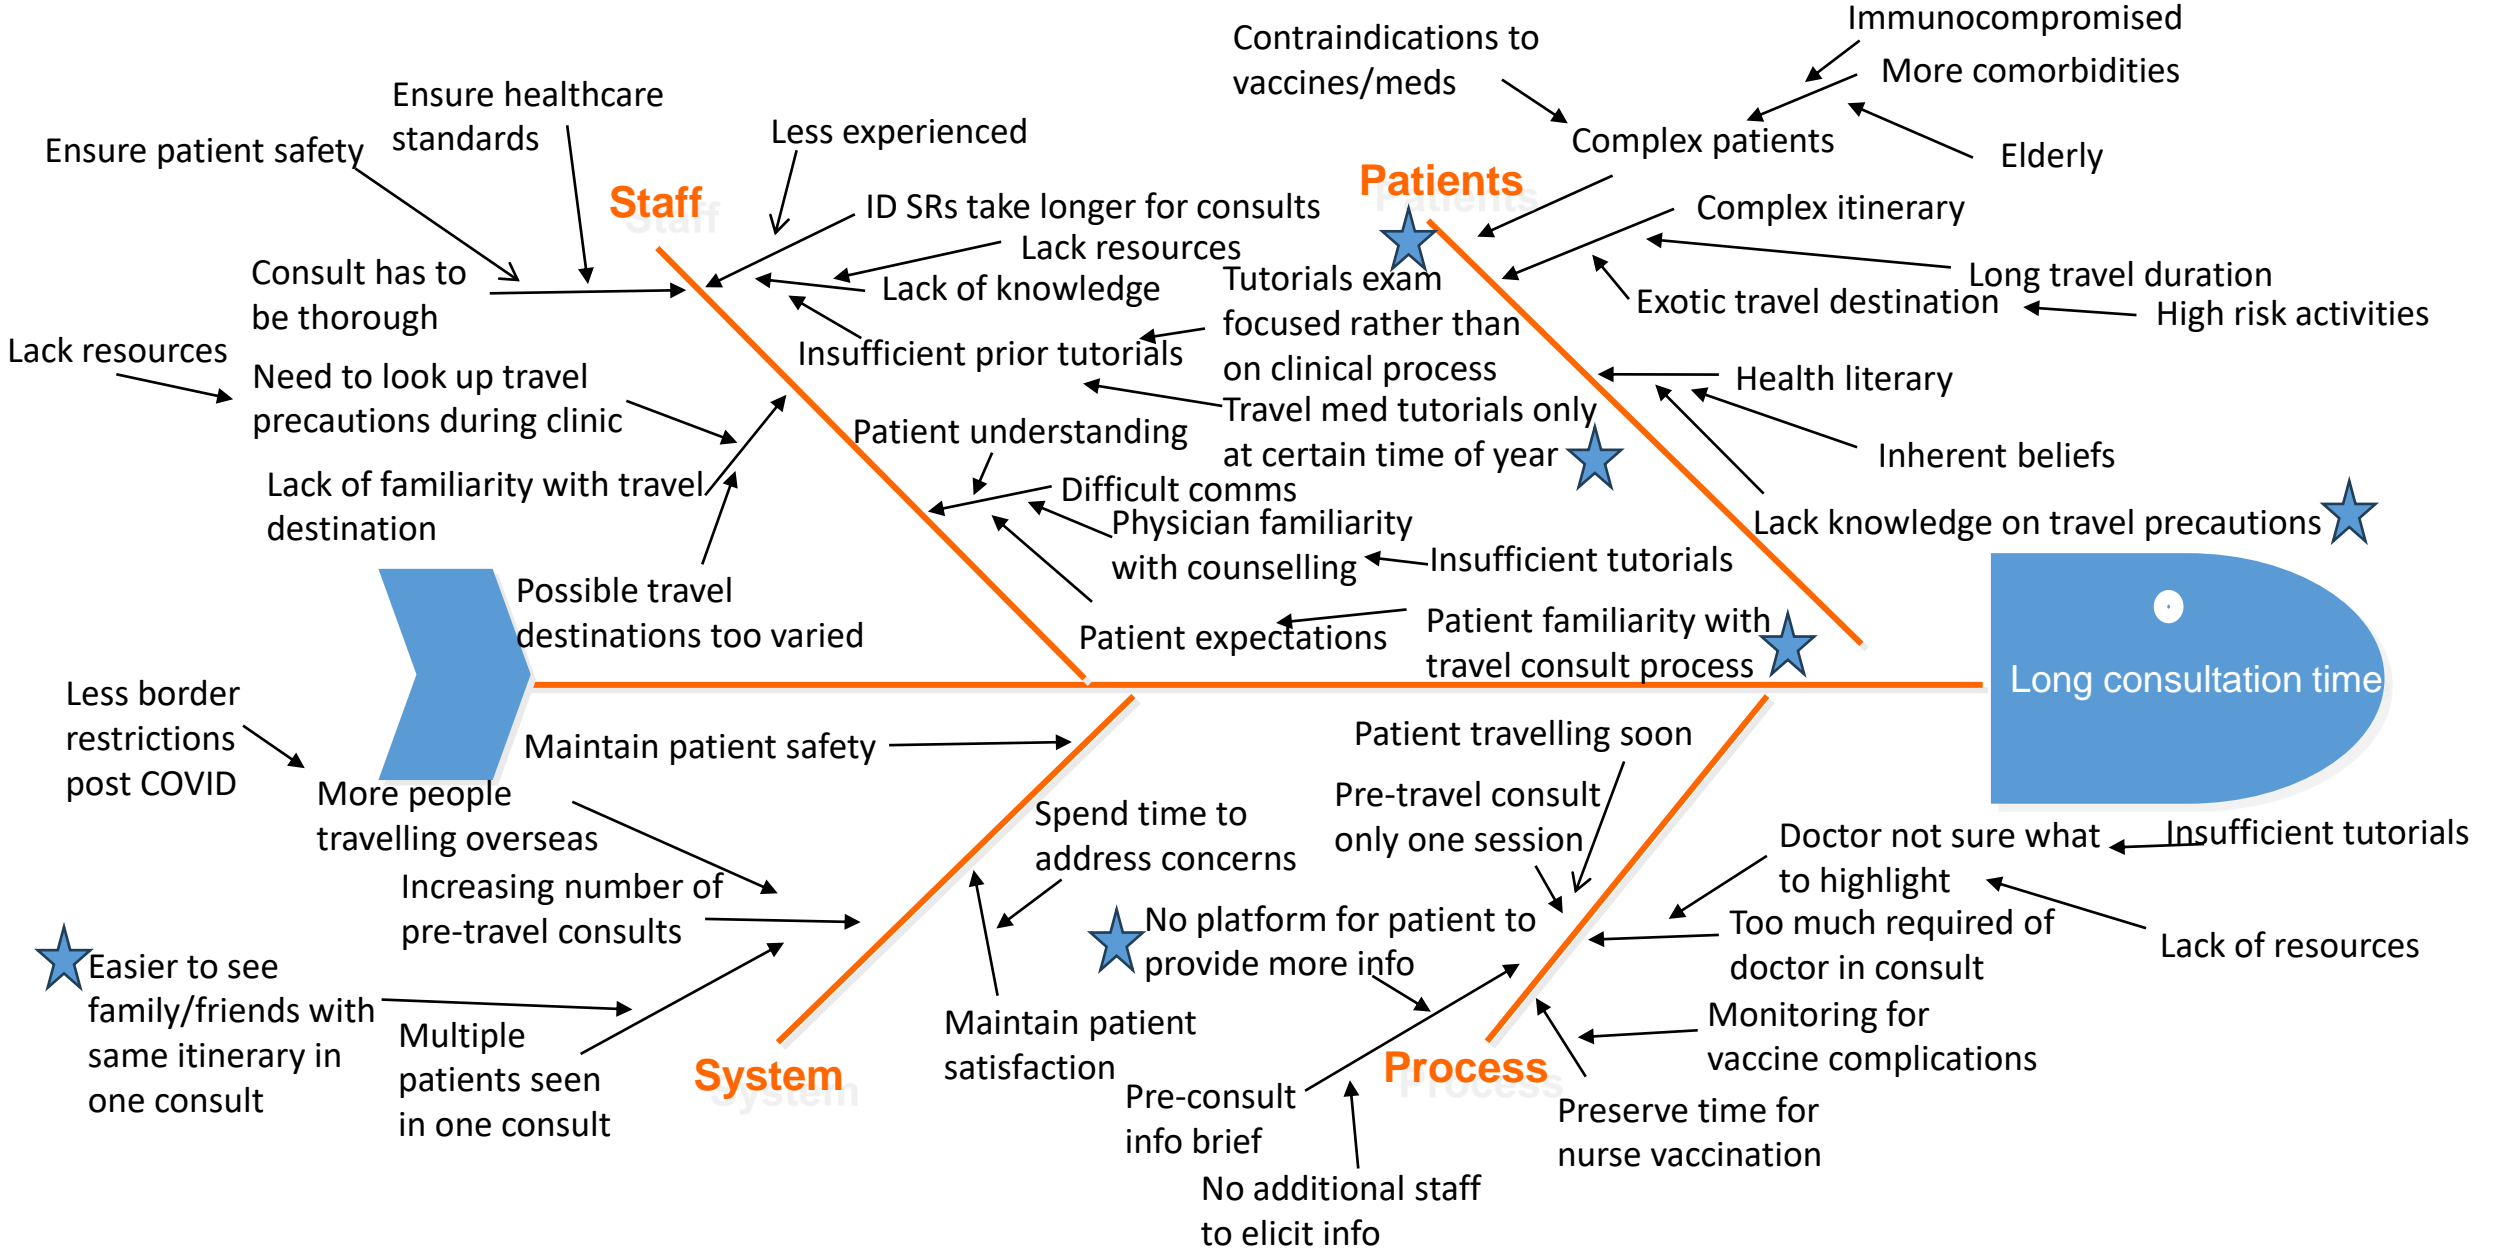 Immunocompromised
Contraindications to
vaccines/meds
More comorbidities
Ensure healthcare
standards
Less experienced
Ensure patient safety
Complex patients
Elderly
Staff
Patients
ID SRs take longer for consults
Complex itinerary
Lack resources
Consult has to
be thorough
Lack of knowledge
Tutorials exam
focused rather than
on clinical process
Long travel duration
Exotic travel destination
High risk activities
Lack resources
Insufficient prior tutorials
Need to look up travel
precautions during clinic
Health literary
Travel med tutorials only
at certain time of year
Patient understanding
Inherent beliefs
Lack of familiarity with travel
destination
Difficult comms
Physician familiarity
with counselling
Lack knowledge on travel precautions
Insufficient tutorials
Possible travel
destinations too varied
Patient expectations
Patient familiarity with
travel consult process
Long consultation time
Less border
restrictions
post COVID
Maintain patient safety
Patient travelling soon
More people
travelling overseas
Spend time to
address concerns
Pre-travel consult
only one session
Doctor not sure what
to highlight
Insufficient tutorials
Increasing number of
pre-travel consults
No platform for patient to
provide more info
Too much required of
doctor in consult
Lack of resources
Easier to see
family/friends with
same itinerary in
one consult
Multiple
patients seen
in one consult
Maintain patient
satisfaction
Monitoring for
vaccine complications
System
Process
Pre-consult
info brief
Preserve time for
nurse vaccination
No additional staff
to elicit info